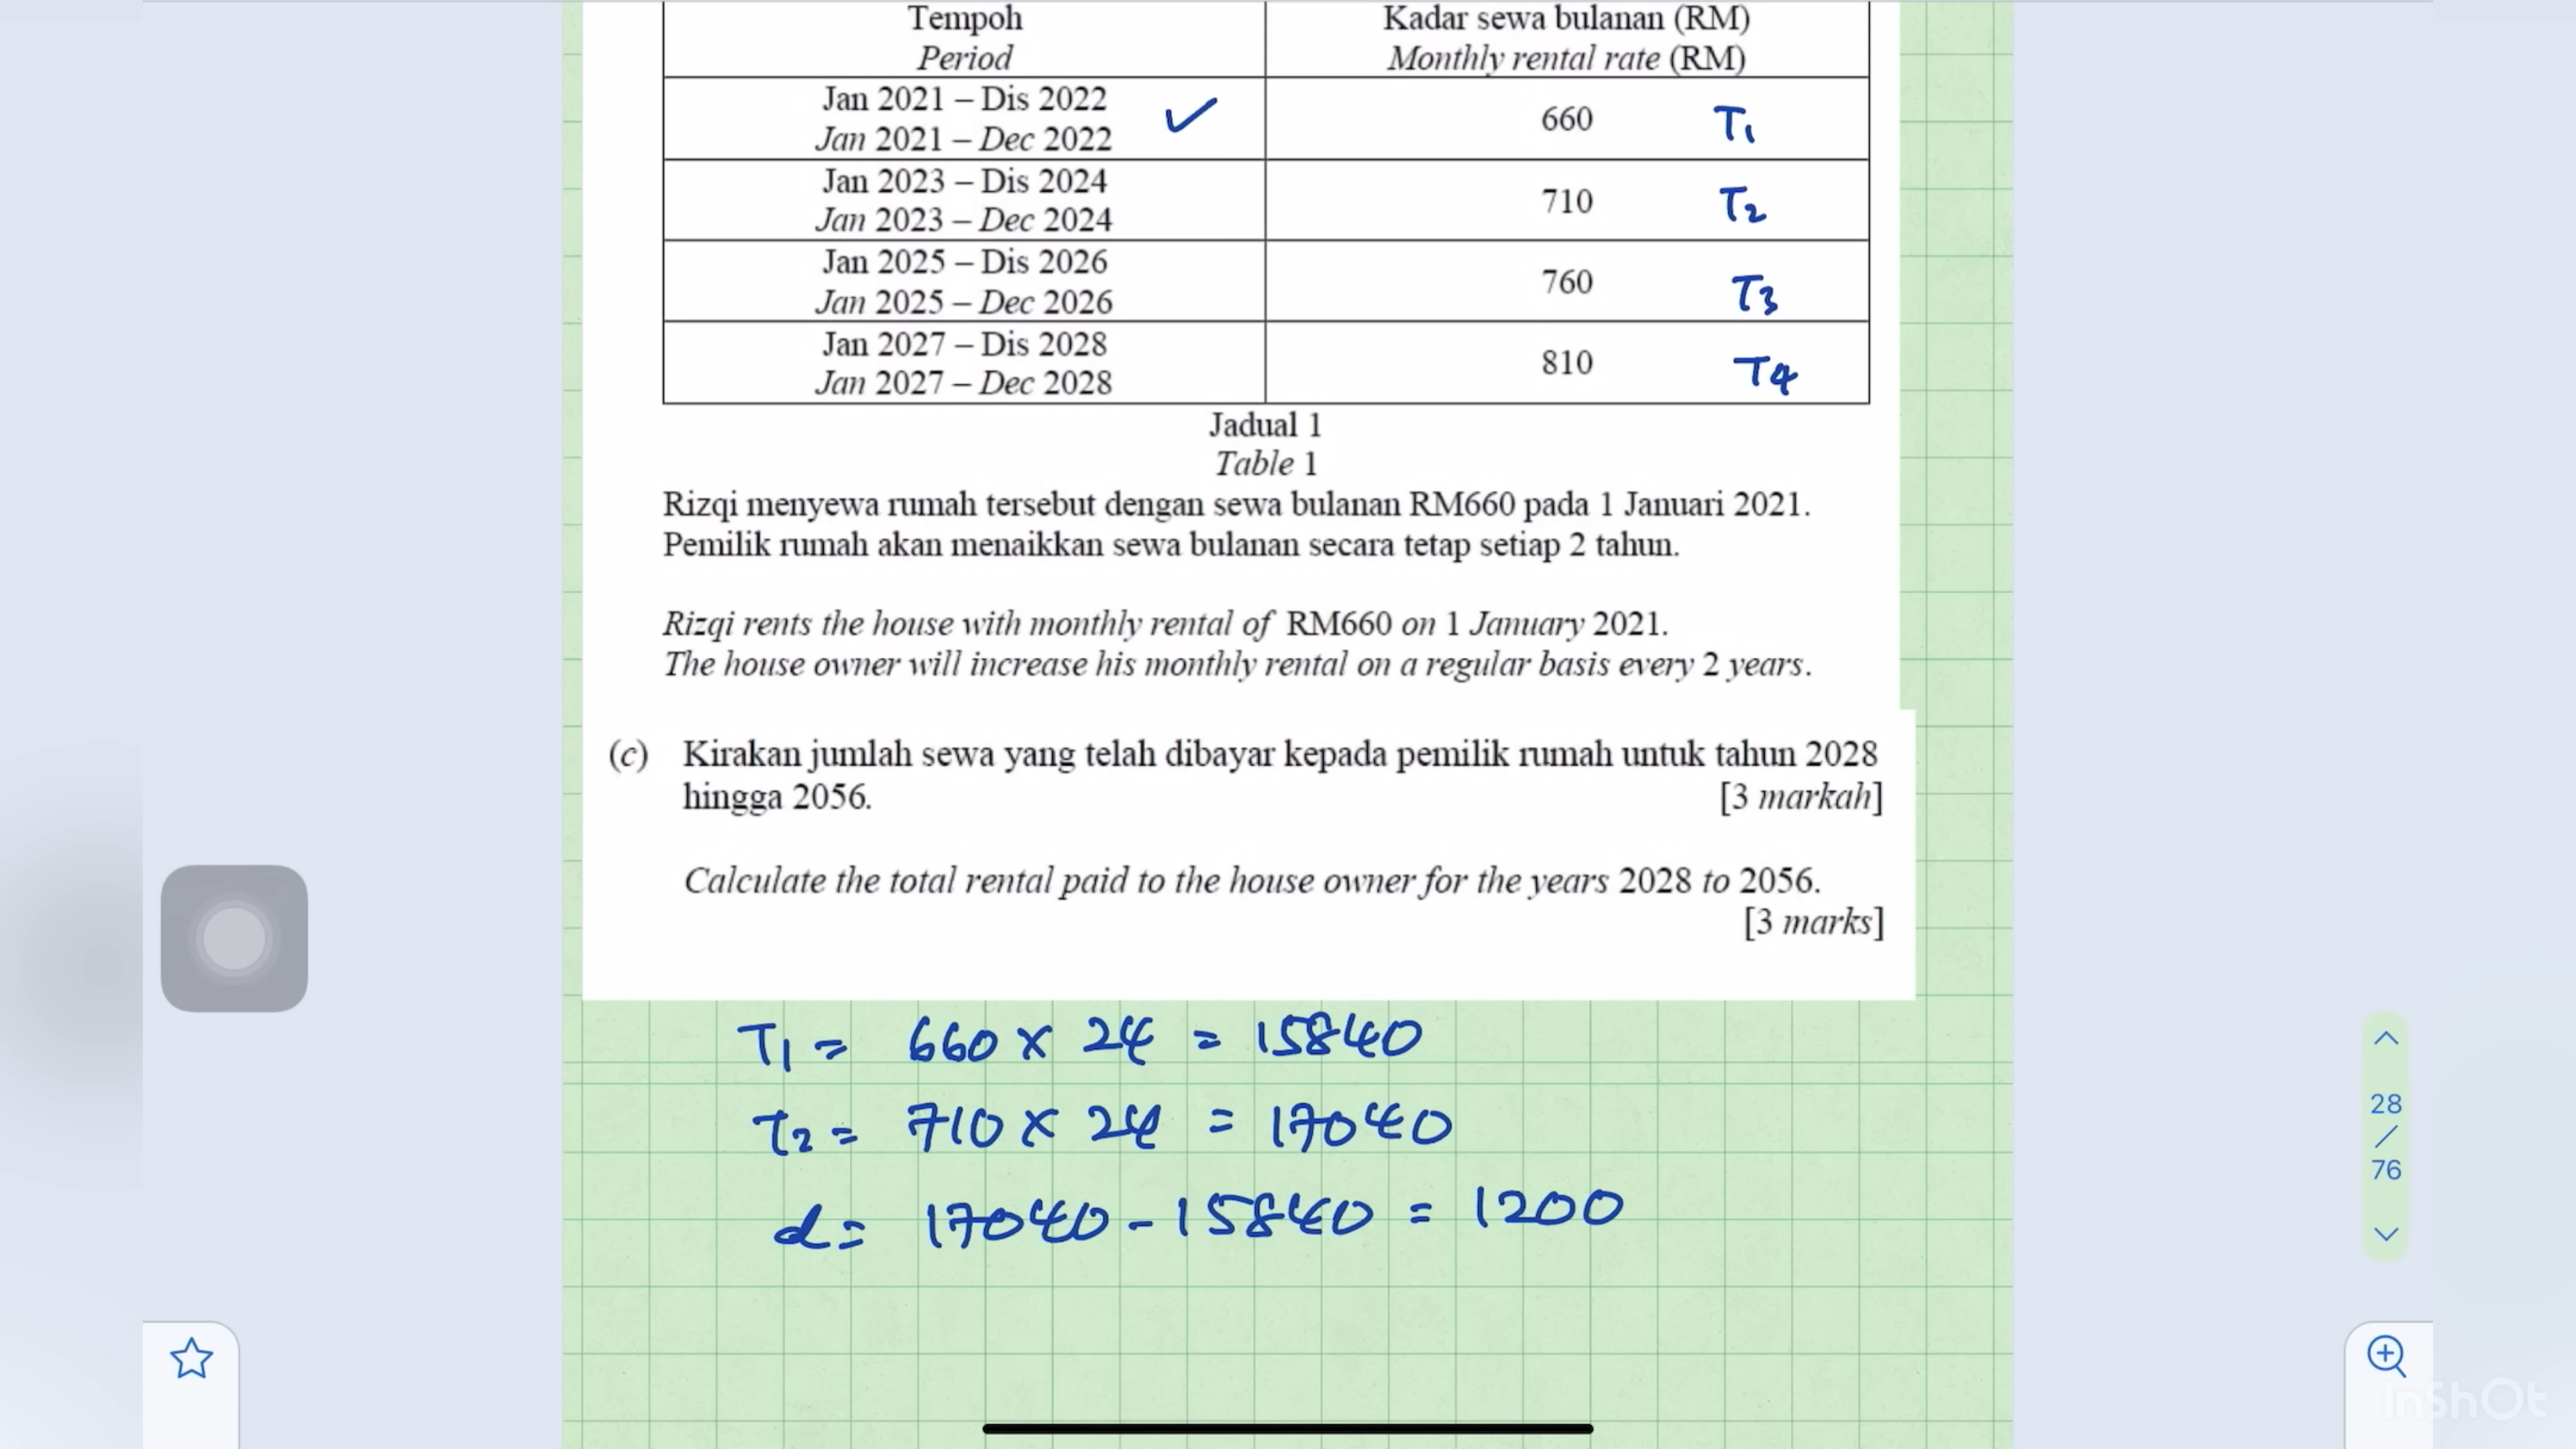 Tempoh
Period
Kadar sewa bulanan (RM)
Monthly rental rate (RM)
Jan 2021 – Dis 2022
Jan 2021 – Dec 2022
660
T1
Jan 2023 – Dis 2024
Jan 2023 – Dec 2024
710
T2
Jan 2025 – Dis 2026
Jan 2025 – Dec 2026
760
T3
Jan 2027 – Dis 2028
Jan 2027 – Dec 2028
810
T4
Jadual 1
Table 1
Rizqi menyewa rumah tersebut dengan sewa bulanan RM660 pada 1 Januari 2021.
Pemilik rumah akan menaikkan sewa bulanan secara tetap setiap 2 tahun.
Rizqi rents the house with monthly rental of RM660 on 1 January 2021.
The house owner will increase his monthly rental on a regular basis every 2 years.
(c) Kirakan jumlah sewa yang telah dibayar kepada pemilik rumah untuk tahun 2028
hingga 2056. [3 markah]
Calculate the total rental paid to the house owner for the years 2028 to 2056.
[3 marks]
T1 = 660 × 24 = 15840
T2 = 710 × 24 = 17040
d = 17040 - 15840 = 1200
28
/
76
InShOt